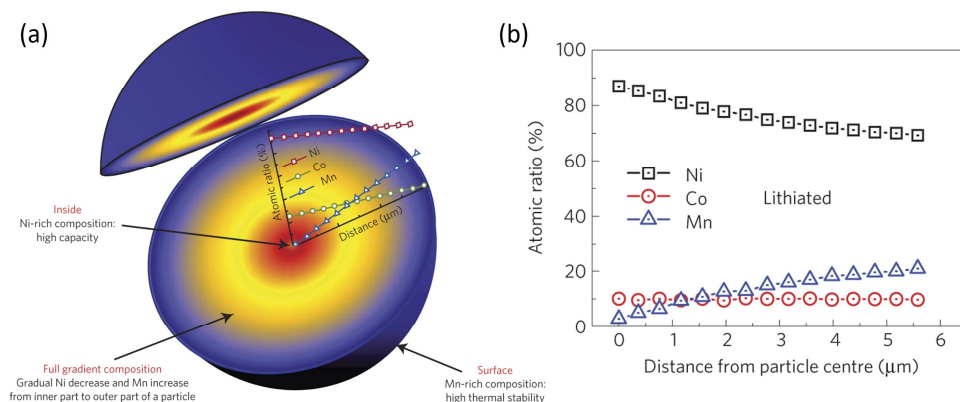 (a)
Atomic ratio (%)
Ni
Co
Mn
Distance (μm)
Inside
Ni-rich composition:
high capacity
Full gradient composition
Gradual Ni decrease and Mn increase
from inner part to outer part of a particle
Surface
Mn-rich composition:
high thermal stability
(b)
Atomic ratio (%)
100
80
60
40
20
0
Ni
Co
Mn
Lithiated
0 1 2 3 4 5 6
Distance from particle centre (μm)